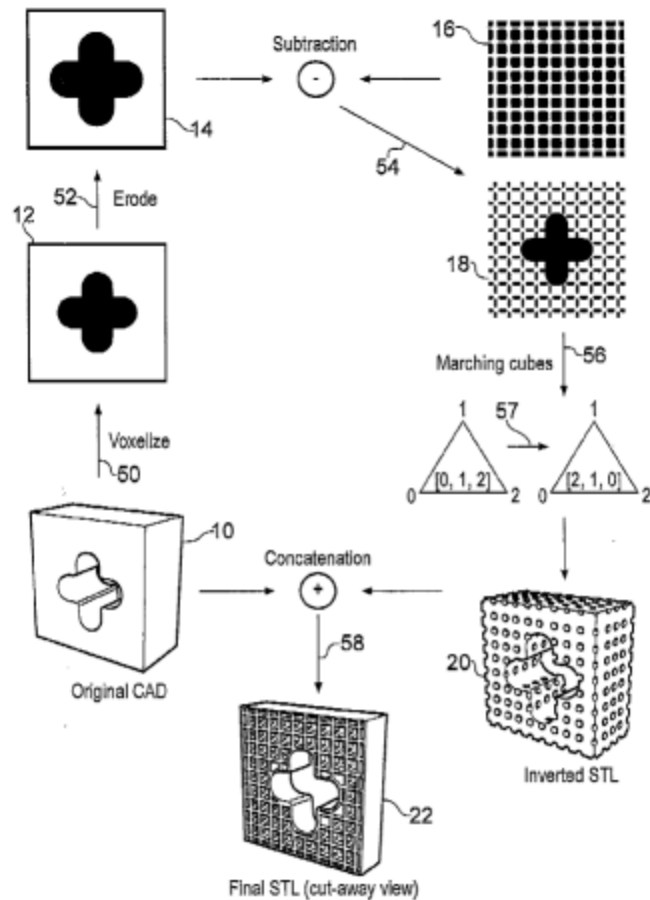 Subtraction
16
-
14
54
52
Erode
12
18
Marching cubes
56
1
57
1
Voxelize
50
[0, 1, 2]
[2, 1, 0]
0
2
0
2
10
Concatenation
+
58
20
Original CAD
Inverted STL
22
Final STL (cut-away view)